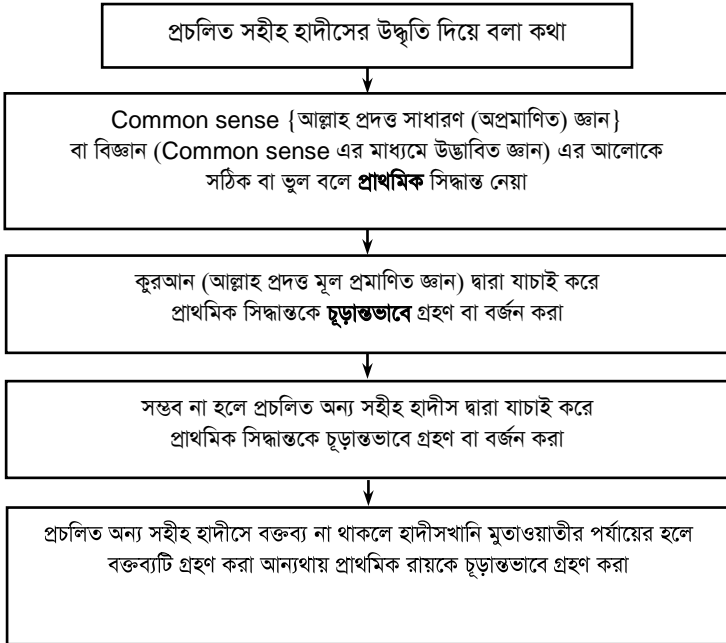 প্রচলিত সহীহ হাদীসের উদ্ধৃতি দিয়ে বলা কথা
Common sense {আল্লাহ প্রদত্ত সাধারণ (অপ্রমাণিত) জ্ঞান}
বা বিজ্ঞান (Common sense এর মাধ্যমে উদ্ভাবিত জ্ঞান) এর আলোকে
সঠিক বা ভুল বলে প্রাথমিক সিদ্ধান্ত নেয়া
কুরআন (আল্লাহ প্রদত্ত মূল প্রমাণিত জ্ঞান) দ্বারা যাচাই করে
প্রাথমিক সিদ্ধান্তকে চূড়ান্তভাবে গ্রহণ বা বর্জন করা
সম্ভব না হলে প্রচলিত অন্য সহীহ হাদীস দ্বারা যাচাই করে
প্রাথমিক সিদ্ধান্তকে চূড়ান্তভাবে গ্রহণ বা বর্জন করা
প্রচলিত অন্য সহীহ হাদীসে বক্তব্য না থাকলে হাদীসখানি মুতাওয়াতীর পর্যায়ের হলে
বক্তব্যটি গ্রহণ করা আন্যথায় প্রাথমিক রায়কে চূড়ান্তভাবে গ্রহণ করা